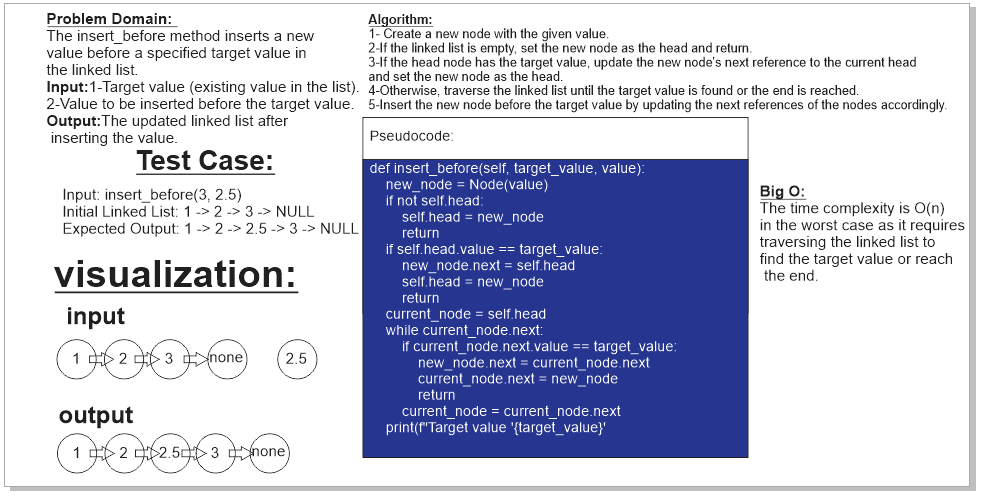 Problem Domain:
The insert_before method inserts a new
value before a specified target value in
the linked list.
Input:1-Target value (existing value in the list).
2-Value to be inserted before the target value.
Output:The updated linked list after
inserting the value.
Test Case:
Input: insert_before(3, 2.5)
Initial Linked List: 1 -> 2 -> 3 -> NULL
Expected Output: 1 -> 2 -> 2.5 -> 3 -> NULL
visualization:
input
1 2 3 none 2.5
output
1 2 2.5 3 none
Algorithm:
1- Create a new node with the given value.
2-If the linked list is empty, set the new node as the head and return.
3-If the head node has the target value, update the new node's next reference to the current head
and set the new node as the head.
4-Otherwise, traverse the linked list until the target value is found or the end is reached.
5-Insert the new node before the target value by updating the next references of the nodes accordingly.
Pseudocode:
def insert_before(self, target_value, value):
new_node = Node(value)
if not self.head:
self.head = new_node
return
if self.head.value == target_value:
new_node.next = self.head
self.head = new_node
return
current_node = self.head
while current_node.next:
if current_node.next.value == target_value:
new_node.next = current_node.next
current_node.next = new_node
return
current_node = current_node.next
print(f"Target value '{target_value}'
Big O:
The time complexity is O(n)
in the worst case as it requires
traversing the linked list to
find the target value or reach
the end.